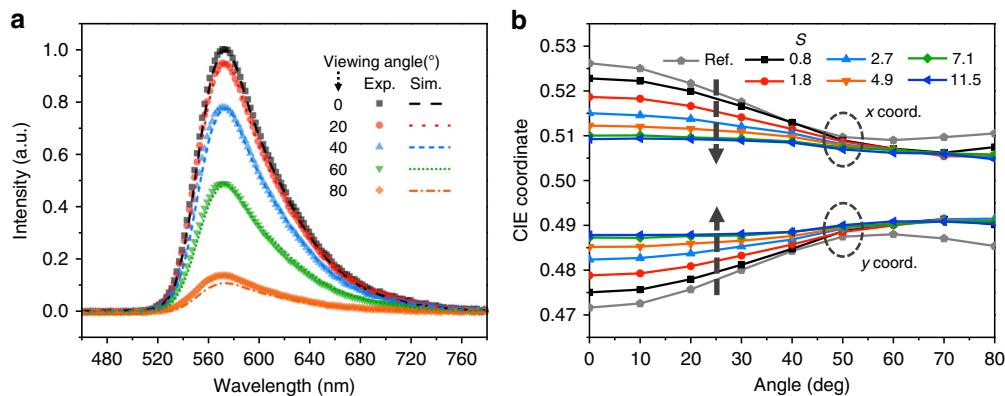 a
Intensity (a.u.)
1.0
0.8
0.6
0.4
0.2
0.0
480 520 560 600 640 680 720 760
Wavelength (nm)
Viewing angle(°)
Exp. Sim.
0
20
40
60
80
b
CIE coordinate
0.53
0.52
0.51
0.50
0.49
0.48
0.47
0 10 20 30 40 50 60 70 80
Angle (deg)
S
Ref. 0.8 2.7 7.1
1.8 4.9 11.5
x coord.
y coord.